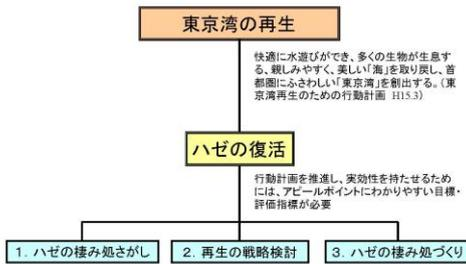 東京湾の再生
快適に水遊びができ、多くの生物が生息す
る、親しみやすく、美しい「海」を取り戻し、首
都圏にふさわしい「東京湾」を創出する。(東
京湾再生のための行動計画 H15.3)
ハゼの復活
行動計画を推進し、実効性を持たせるため
には、アピールポイントにわかりやすい目標・
評価指標が必要
1. ハゼの棲み処さがし
2. 再生の戦略検討
3. ハゼの棲み処づくり